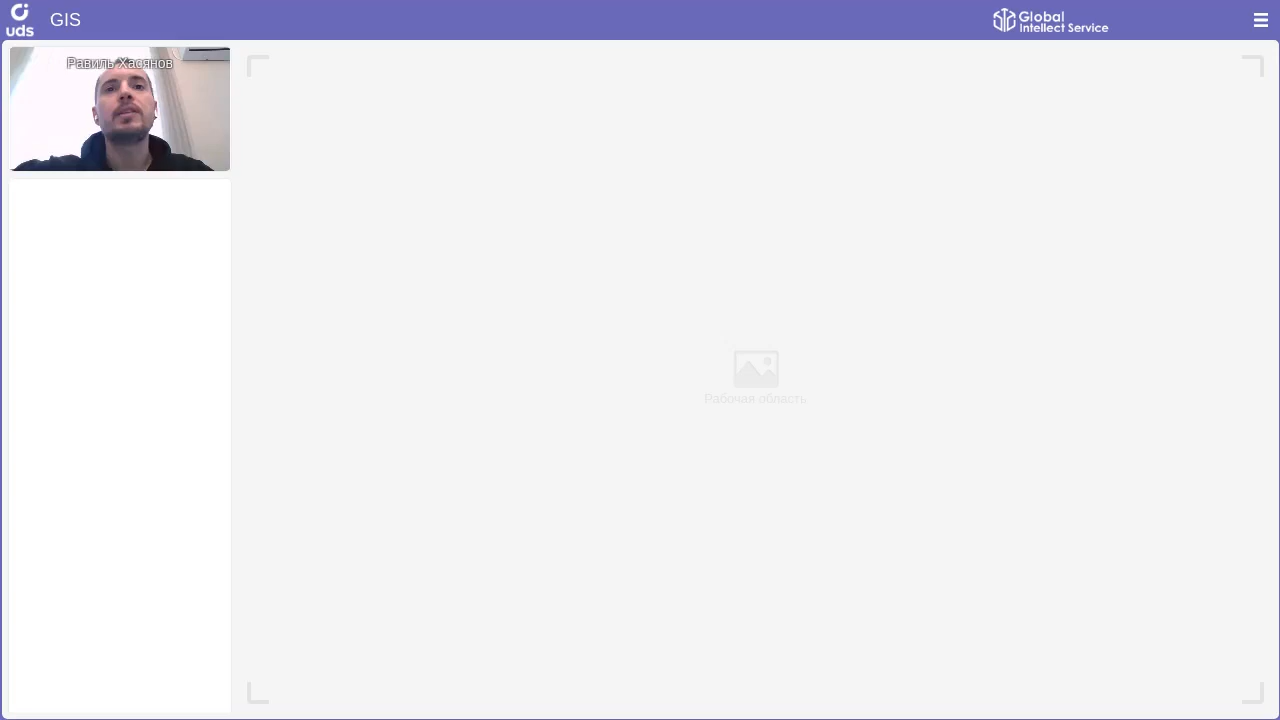 uds
GIS
Global
Intellect Service
Равиль Хасянов
Рабочая область